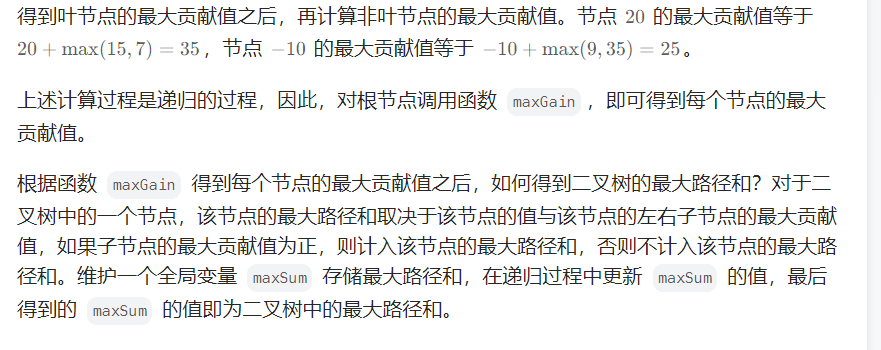 得到叶节点的最大贡献值之后，再计算非叶节点的最大贡献值。节点 20 的最大贡献值等于
20 + max(15, 7) = 35，节点 −10 的最大贡献值等于 −10 + max(9, 35) = 25。
上述计算过程是递归的过程，因此，对根节点调用函数 maxGain ，即可得到每个节点的最大
贡献值。
根据函数 maxGain 得到每个节点的最大贡献值之后，如何得到二叉树的最大路径和？对于二
叉树中的一个节点，该节点的最大路径和取决于该节点的值与该节点的左右子节点的最大贡献
值，如果子节点的最大贡献值为正，则计入该节点的最大路径和，否则不计入该节点的最大路
径和。维护一个全局变量 maxSum 存储最大路径和，在递归过程中更新 maxSum 的值，最后
得到的 maxSum 的值即为二叉树中的最大路径和。